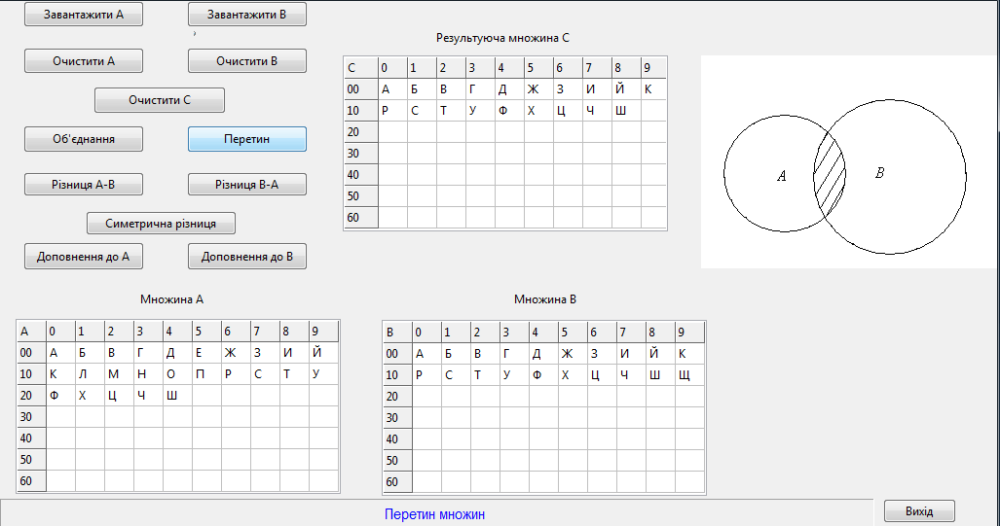 Завантажити А
Завантажити В
Очистити А
Очистити В
Очистити С
Об'єднання
Перетин
Різниця А-В
Різниця В-А
Симетрична різниця
Доповнення до А
Доповнення до В
Результуюча множина С
С 0 1 2 3 4 5 6 7 8 9
00 А Б В Г Д Ж З И Й К
10 Р С Т У Ф Х Ц Ч Ш
20
30
40
50
60
A B
Множина А
А 0 1 2 3 4 5 6 7 8 9
00 А Б В Г Д Е Ж З И Й
10 К Л М Н О П Р С Т У
20 Ф Х Ц Ч Ш
30
40
50
60
Множина В
В 0 1 2 3 4 5 6 7 8 9
00 А Б В Г Д Ж З И Й К
10 Р С Т У Ф Х Ц Ч Ш Щ
20
30
40
50
60
Перетин множин
Вихід